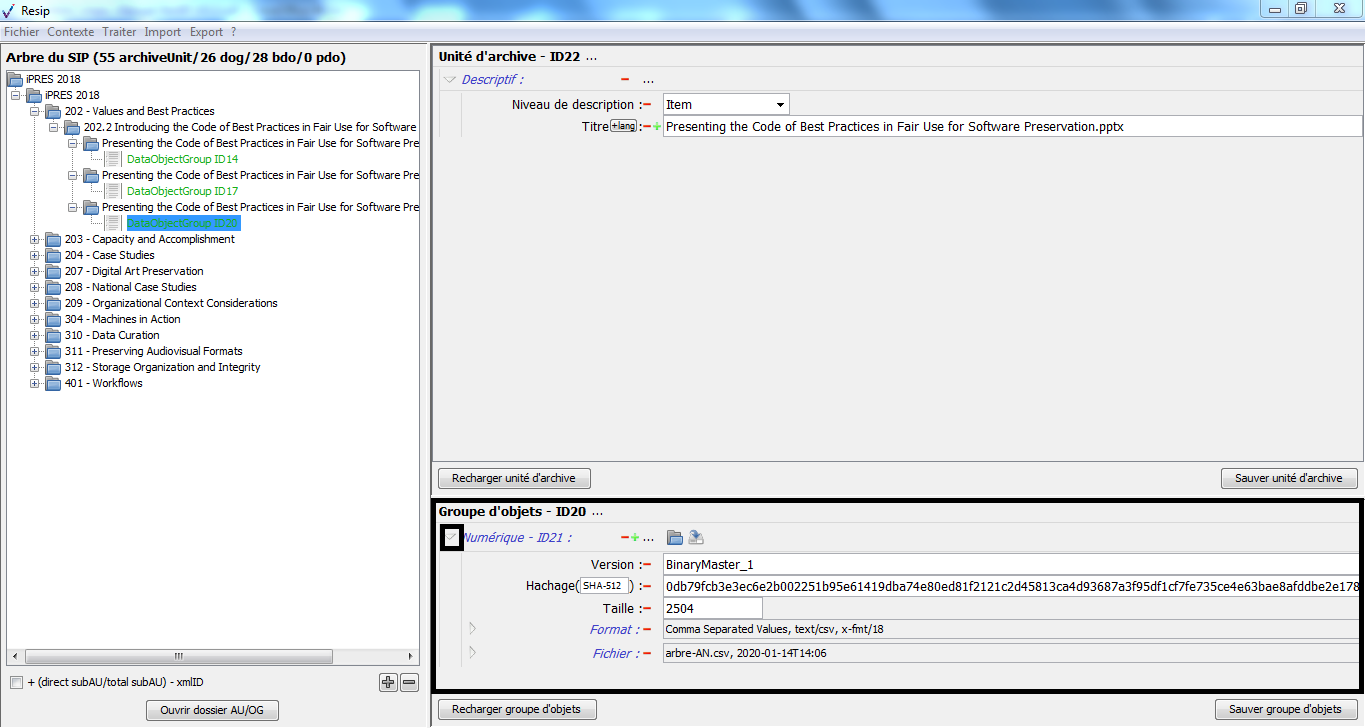 Resip
Fichier Contexte Traiter Import Export ?
Arbre du SIP (55 archiveUnit/26 dog/28 bdo/0 pdo)
iPRES 2018
iPRES 2018
202 - Values and Best Practices
202.2 Introducing the Code of Best Practices in Fair Use for Software
Presenting the Code of Best Practices in Fair Use for Software Pre
DataObjectGroup ID14
Presenting the Code of Best Practices in Fair Use for Software Pre
DataObjectGroup ID17
Presenting the Code of Best Practices in Fair Use for Software Pre
DataObjectGroup ID20
203 - Capacity and Accomplishment
204 - Case Studies
207 - Digital Art Preservation
208 - National Case Studies
209 - Organizational Context Considerations
304 - Machines in Action
310 - Data Curation
311 - Preserving Audiovisual Formats
312 - Storage Organization and Integrity
401 - Workflows
+ (direct subAU/total subAU) - xmlID
Ouvrir dossier AU/OG
Unité d'archive - ID22 ...
Descriptif : ...
Niveau de description : Item
Titre +lang : Presenting the Code of Best Practices in Fair Use for Software Preservation.pptx
Recharger unité d'archive
Sauver unité d'archive
Groupe d'objets - ID20 ...
Numérique - ID21 : ...
Version : BinaryMaster_1
Hachage( SHA-512 ) : 0db79fcb3e3ec6e2b002251b95e61419dba74e80ed81f2121c2d45813ca4d93687a3f95df1cf7fe735ce4e63bae8afddbe2e178
Taille : 2504
Format : Comma Separated Values, text/csv, x-fmt/18
Fichier : arbre-AN.csv, 2020-01-14T14:06
Recharger groupe d'objets
Sauver groupe d'objets